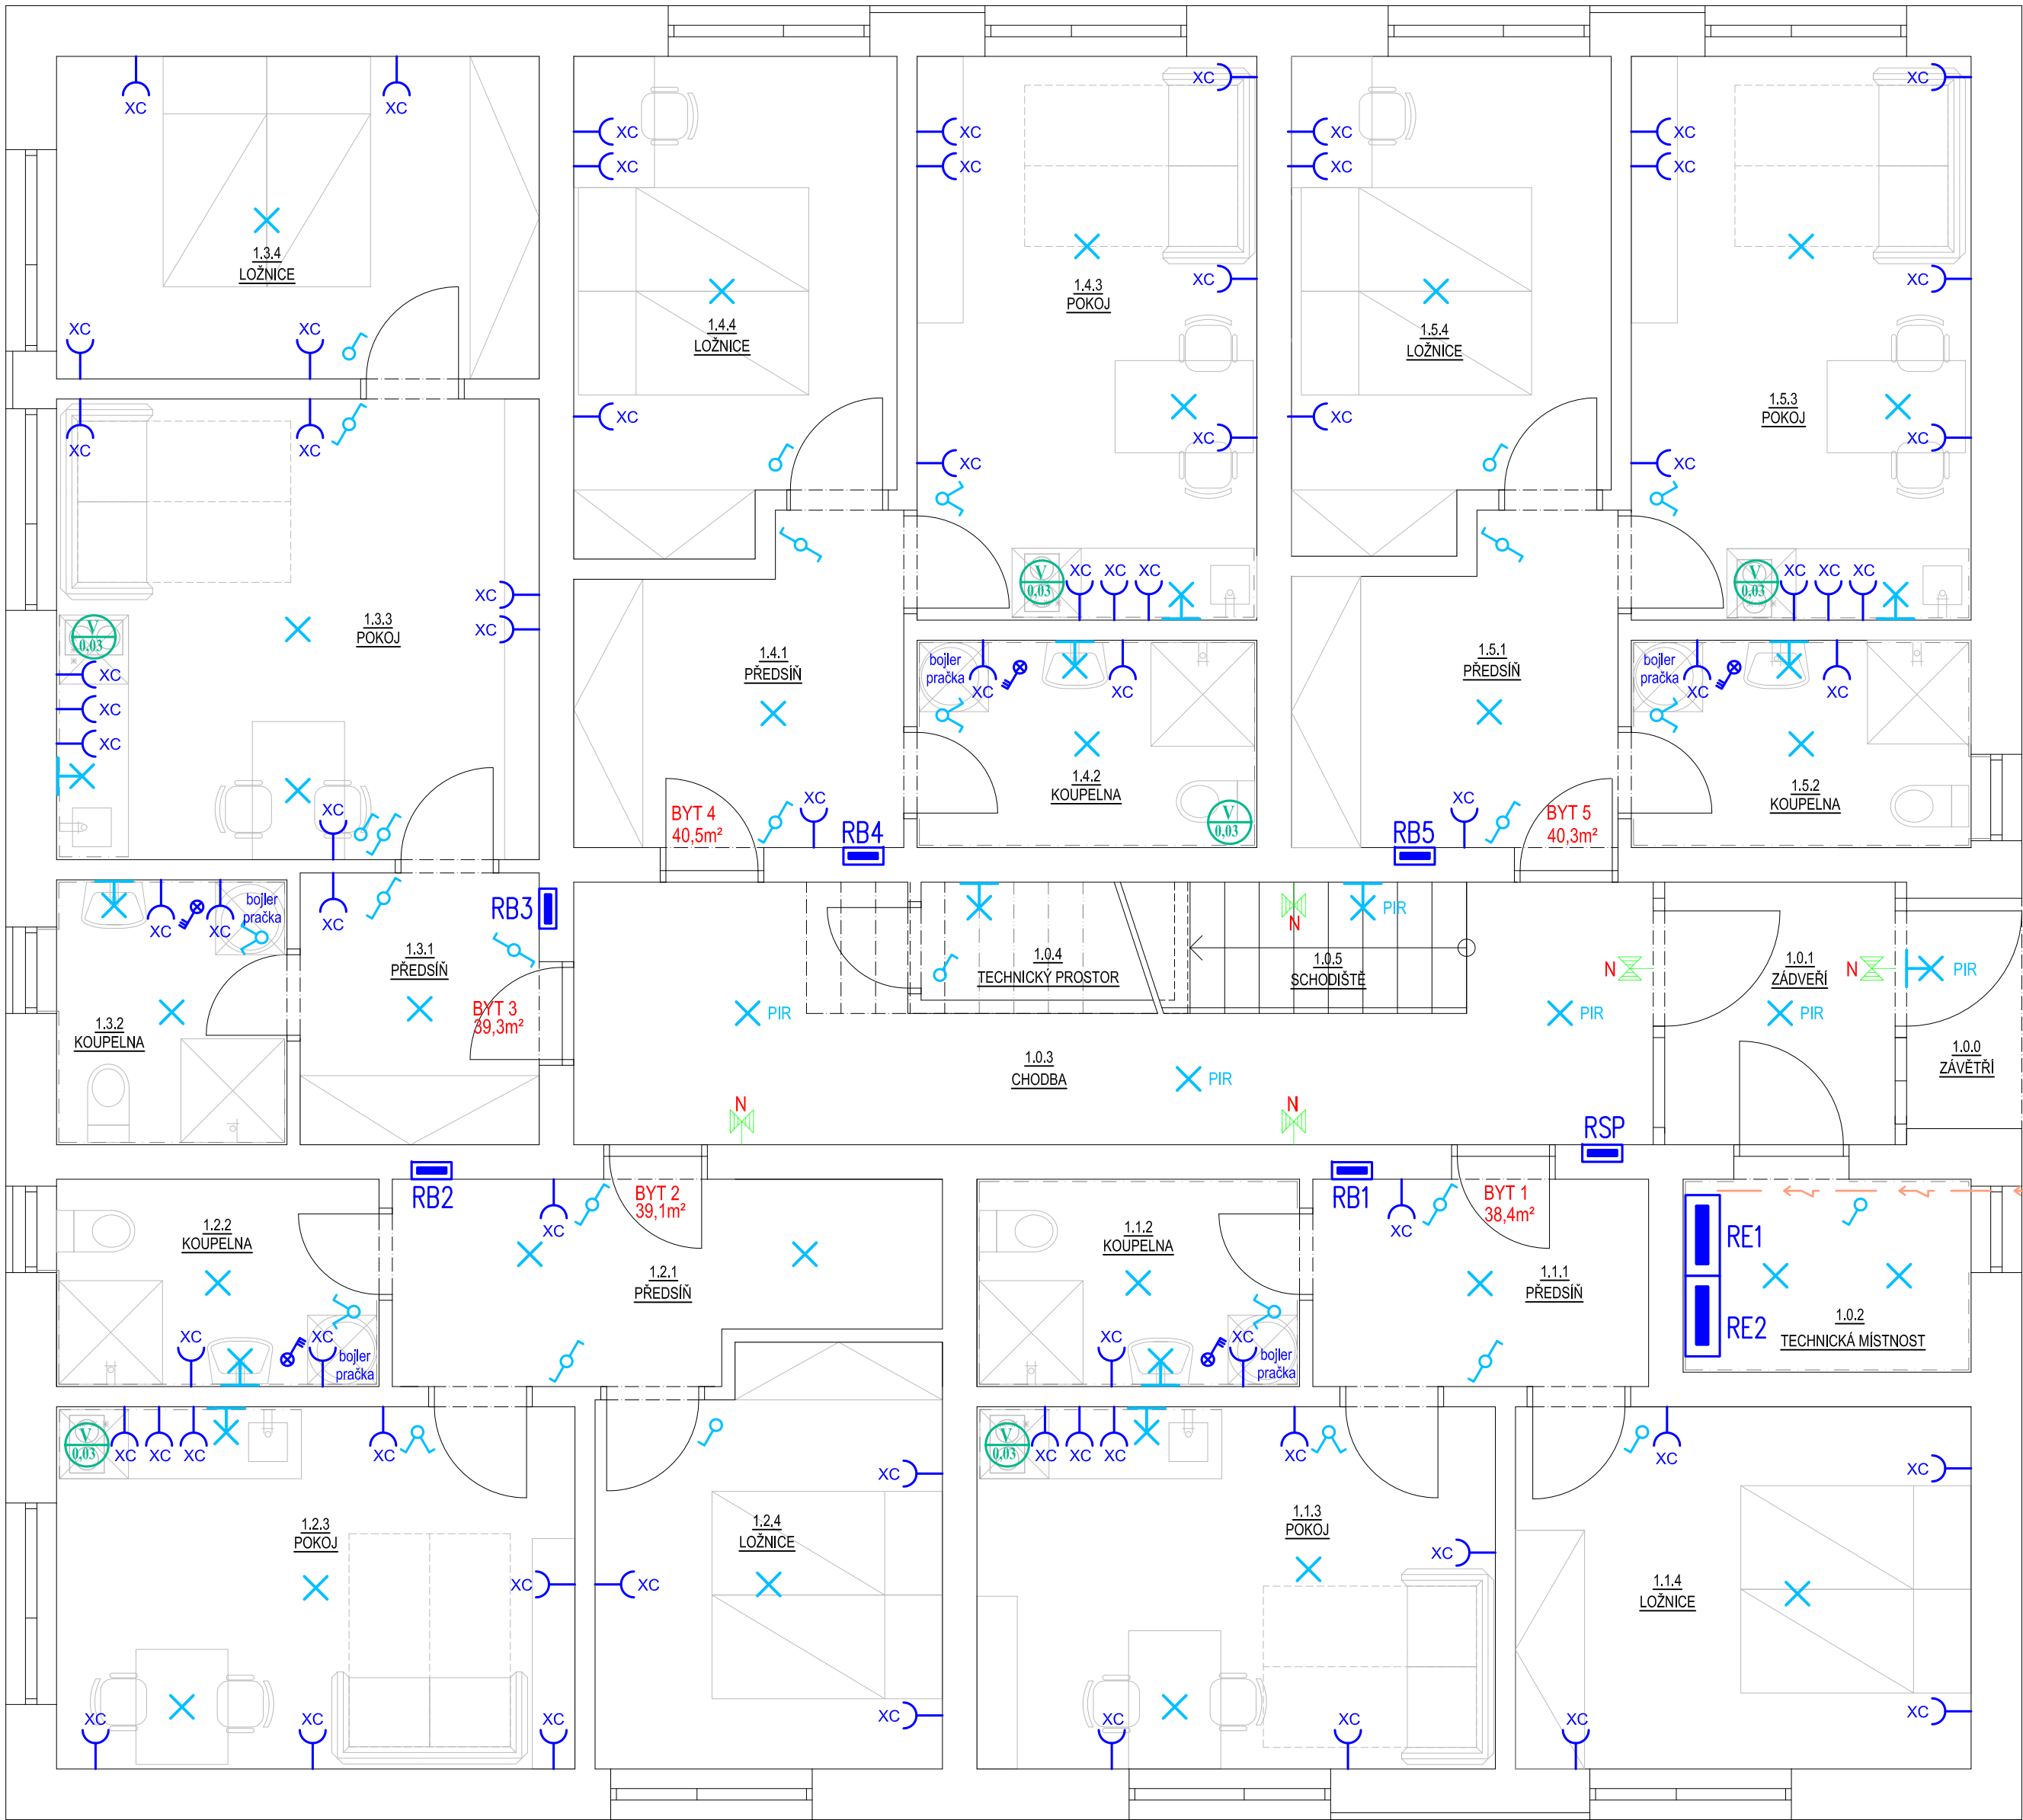 XC
XC
XC
XC
1.3.4
LOŽNICE
XC
XC
XC
XC
XC
1.4.4
LOŽNICE
XC
XC
XC
XC
XC
1.4.3
POKOJ
XC
XC
V
0,03
XC
XC
XC
XC
XC
XC
1.5.4
LOŽNICE
XC
XC
XC
XC
1.5.3
POKOJ
XC
XC
V
0,03
XC
XC
XC
XC
XC
XC
XC
1.3.3
POKOJ
V
0,03
XC
XC
XC
XC
1.4.1
PŘEDSÍŇ
BYT 4
40,5m²
XC
RB4
bojler
pračka
XC
XC
1.4.2
KOUPELNA
V
0,03
1.5.1
PŘEDSÍŇ
RB5
XC
BYT 5
40,3m²
bojler
pračka
XC
XC
1.5.2
KOUPELNA
XC
XC
bojler
pračka
1.3.2
KOUPELNA
XC
RB3
1.3.1
PŘEDSÍŇ
BYT 3
39,3m²
1.0.4
TECHNICKÝ PROSTOR
N
PIR
1.0.5
SCHODIŠTĚ
PIR
PIR
PIR
1.0.3
CHODBA
N
N
N
1.0.1
ZÁDVEŘÍ
PIR
N
PIR
1.0.0
ZÁVĚTŘÍ
RSP
RB2
1.2.2
KOUPELNA
XC
XC
bojler
pračka
XC
BYT 2
39,1m²
1.2.1
PŘEDSÍŇ
1.1.2
KOUPELNA
XC
XC
bojler
pračka
RB1
XC
BYT 1
38,4m²
1.1.1
PŘEDSÍŇ
RE1
RE2
1.0.2
TECHNICKÁ MÍSTNOST
V
0,03
XC
XC
XC
XC
1.2.3
POKOJ
XC
XC
XC
XC
XC
1.2.4
LOŽNICE
XC
XC
V
0,03
XC
XC
XC
XC
1.1.3
POKOJ
XC
XC
XC
XC
XC
1.1.4
LOŽNICE
XC
XC